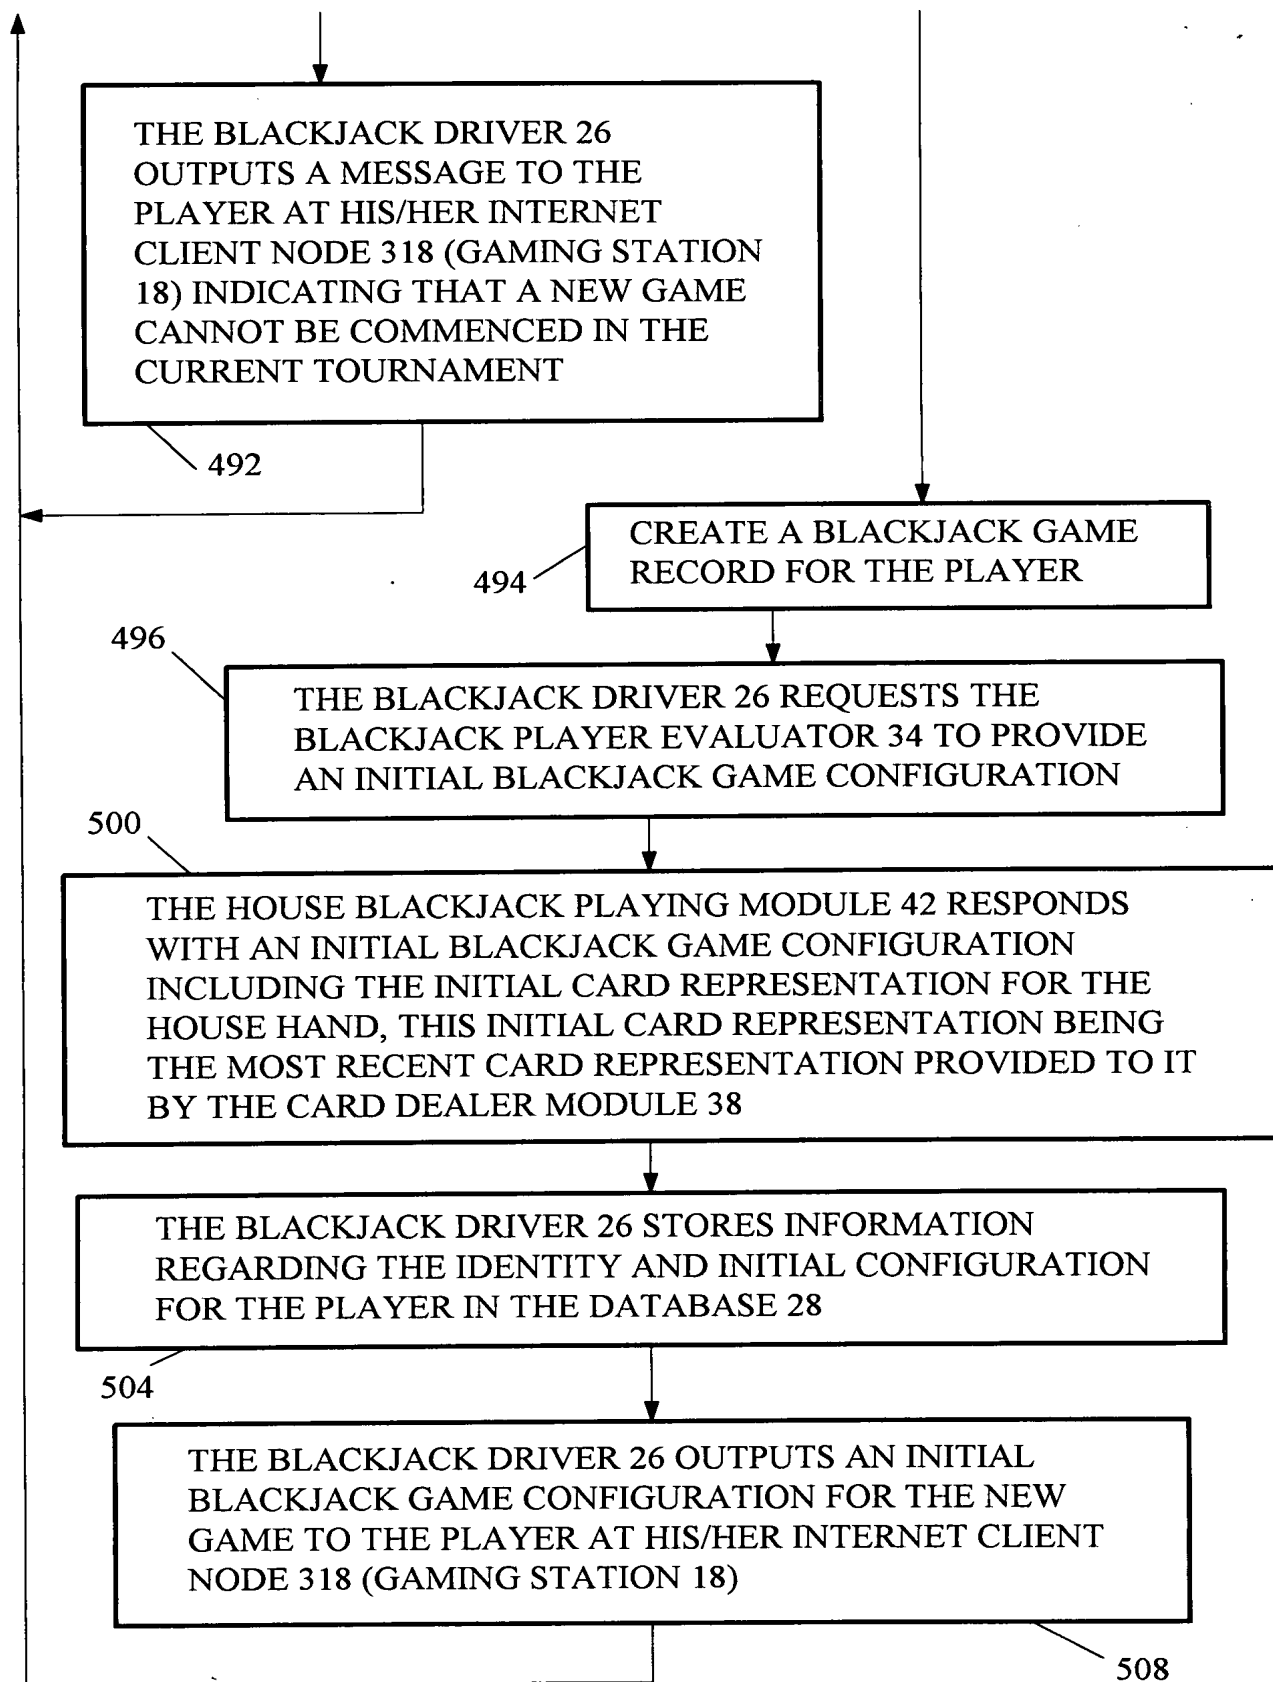 THE BLACKJACK DRIVER 26
OUTPUTS A MESSAGE TO THE
PLAYER AT HIS/HER INTERNET
CLIENT NODE 318 (GAMING STATION
18) INDICATING THAT A NEW GAME
CANNOT BE COMMENCED IN THE
CURRENT TOURNAMENT
492
CREATE A BLACKJACK GAME
RECORD FOR THE PLAYER
494
496
THE BLACKJACK DRIVER 26 REQUESTS THE
BLACKJACK PLAYER EVALUATOR 34 TO PROVIDE
AN INITIAL BLACKJACK GAME CONFIGURATION
500
THE HOUSE BLACKJACK PLAYING MODULE 42 RESPONDS
WITH AN INITIAL BLACKJACK GAME CONFIGURATION
INCLUDING THE INITIAL CARD REPRESENTATION FOR THE
HOUSE HAND, THIS INITIAL CARD REPRESENTATION BEING
THE MOST RECENT CARD REPRESENTATION PROVIDED TO IT
BY THE CARD DEALER MODULE 38
THE BLACKJACK DRIVER 26 STORES INFORMATION
REGARDING THE IDENTITY AND INITIAL CONFIGURATION
FOR THE PLAYER IN THE DATABASE 28
504
THE BLACKJACK DRIVER 26 OUTPUTS AN INITIAL
BLACKJACK GAME CONFIGURATION FOR THE NEW
GAME TO THE PLAYER AT HIS/HER INTERNET CLIENT
NODE 318 (GAMING STATION 18)
508